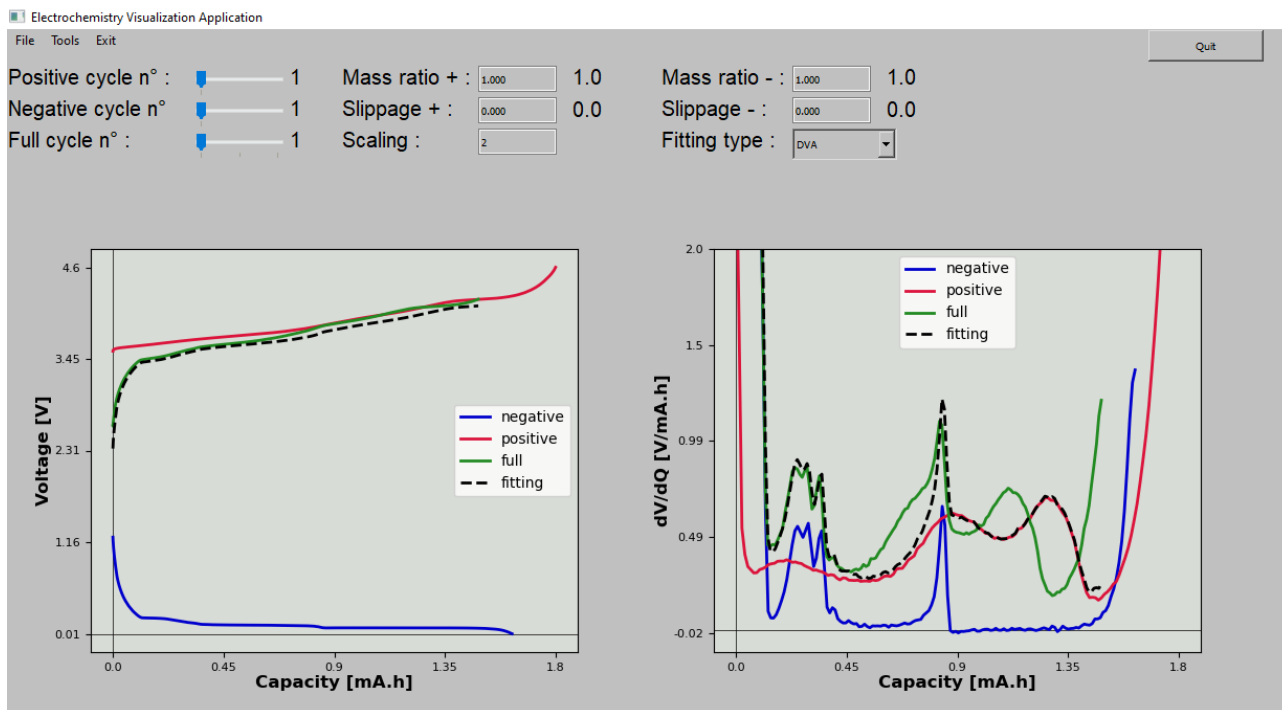 Electrochemistry Visualization Application
File Tools Exit
Quit
Positive cycle n° : 1 Mass ratio + : 1.000 1.0 Mass ratio - : 1.000 1.0
Negative cycle n° 1 Slippage + : 0.000 0.0 Slippage - : 0.000 0.0
Full cycle n° : 1 Scaling : 2 Fitting type : DVA
4.6
3.45
2.31
1.16
0.01
Voltage [V]
negative
positive
full
fitting
0.0 0.45 0.9 1.35 1.8
Capacity [mA.h]
2.0
1.5
0.99
0.49
-0.02
dV/dQ [V/mA.h]
negative
positive
full
fitting
0.0 0.45 0.9 1.35 1.8
Capacity [mA.h]